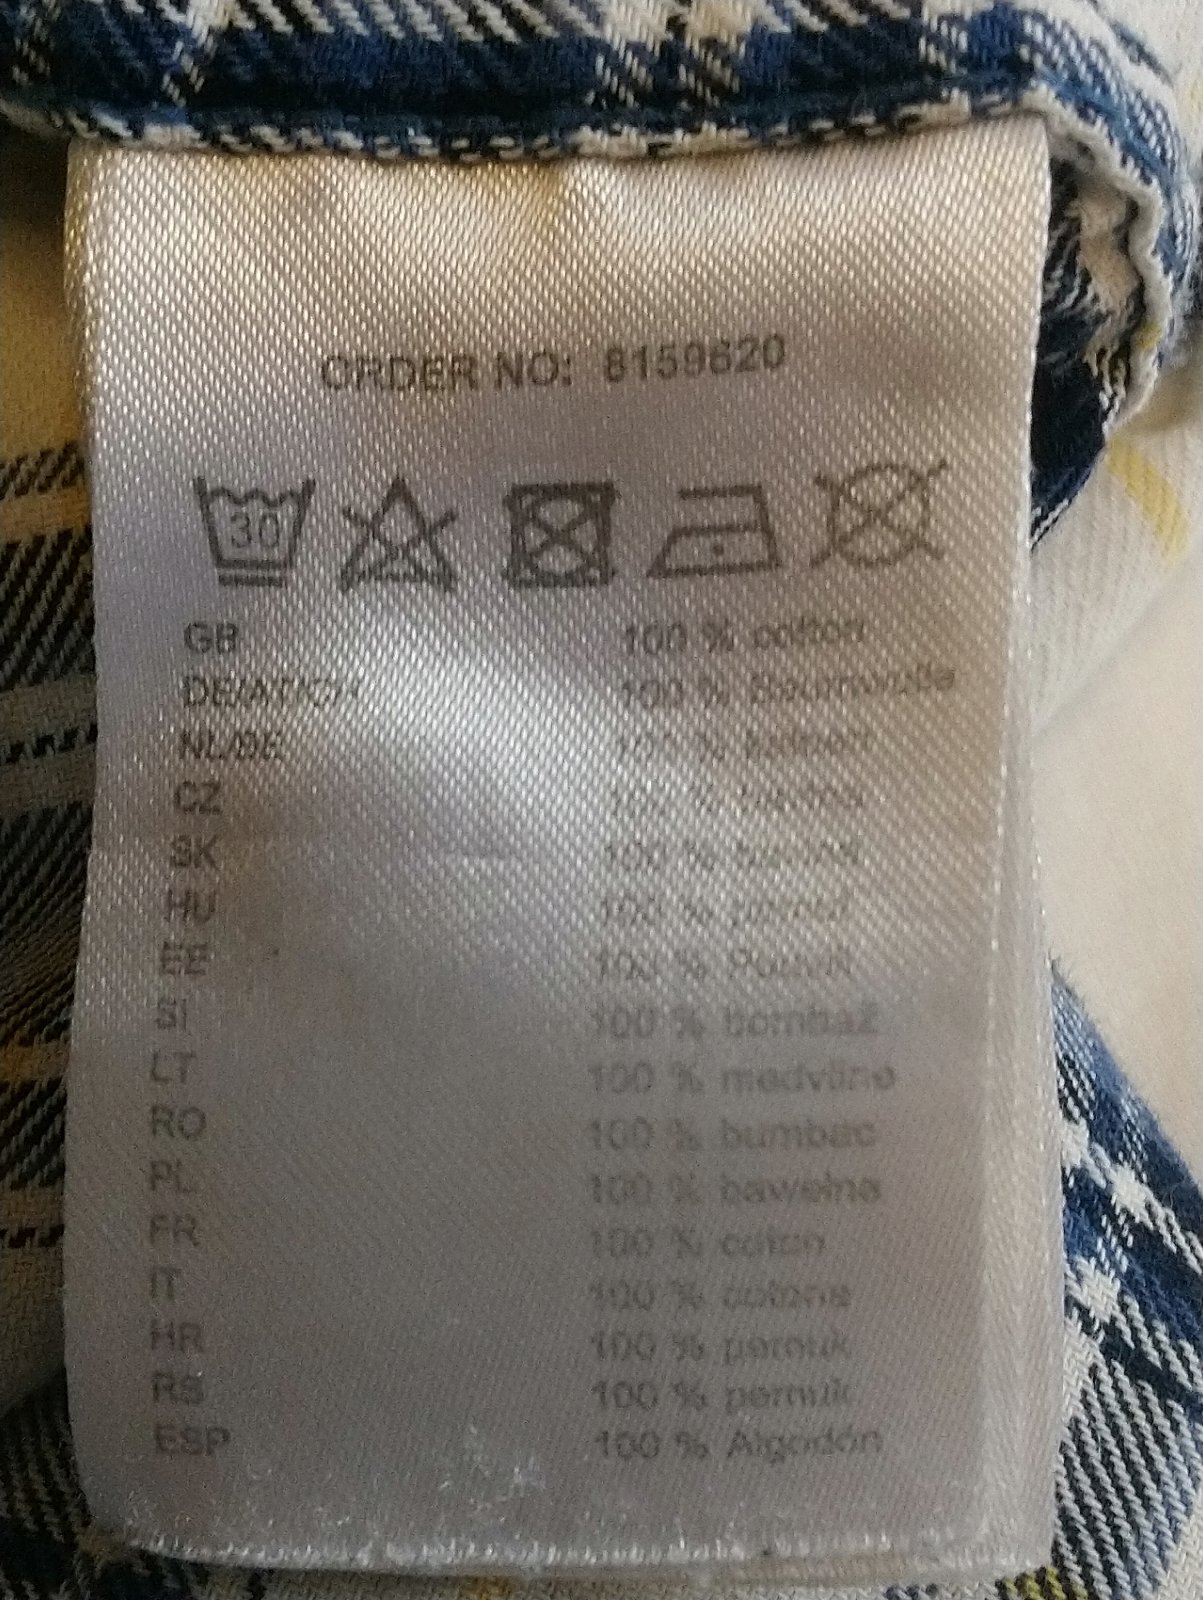 ORDER NO: 8159620
30
GB 100 % cotton
DE/AT/CH 100 % Baumwolle
NL/BE 100 % katoen
CZ 100 %
SK 100 %
HU 100 % pamut
EE 100 % Puuvill
SI 100 % bombaž
LT 100 % medvilnė
RO 100 % bumbac
PL 100 % bawełna
FR 100 % coton
IT 100 % cotone
HR 100 % pamuk
RS 100 % pamuk
ESP 100 % Algodón